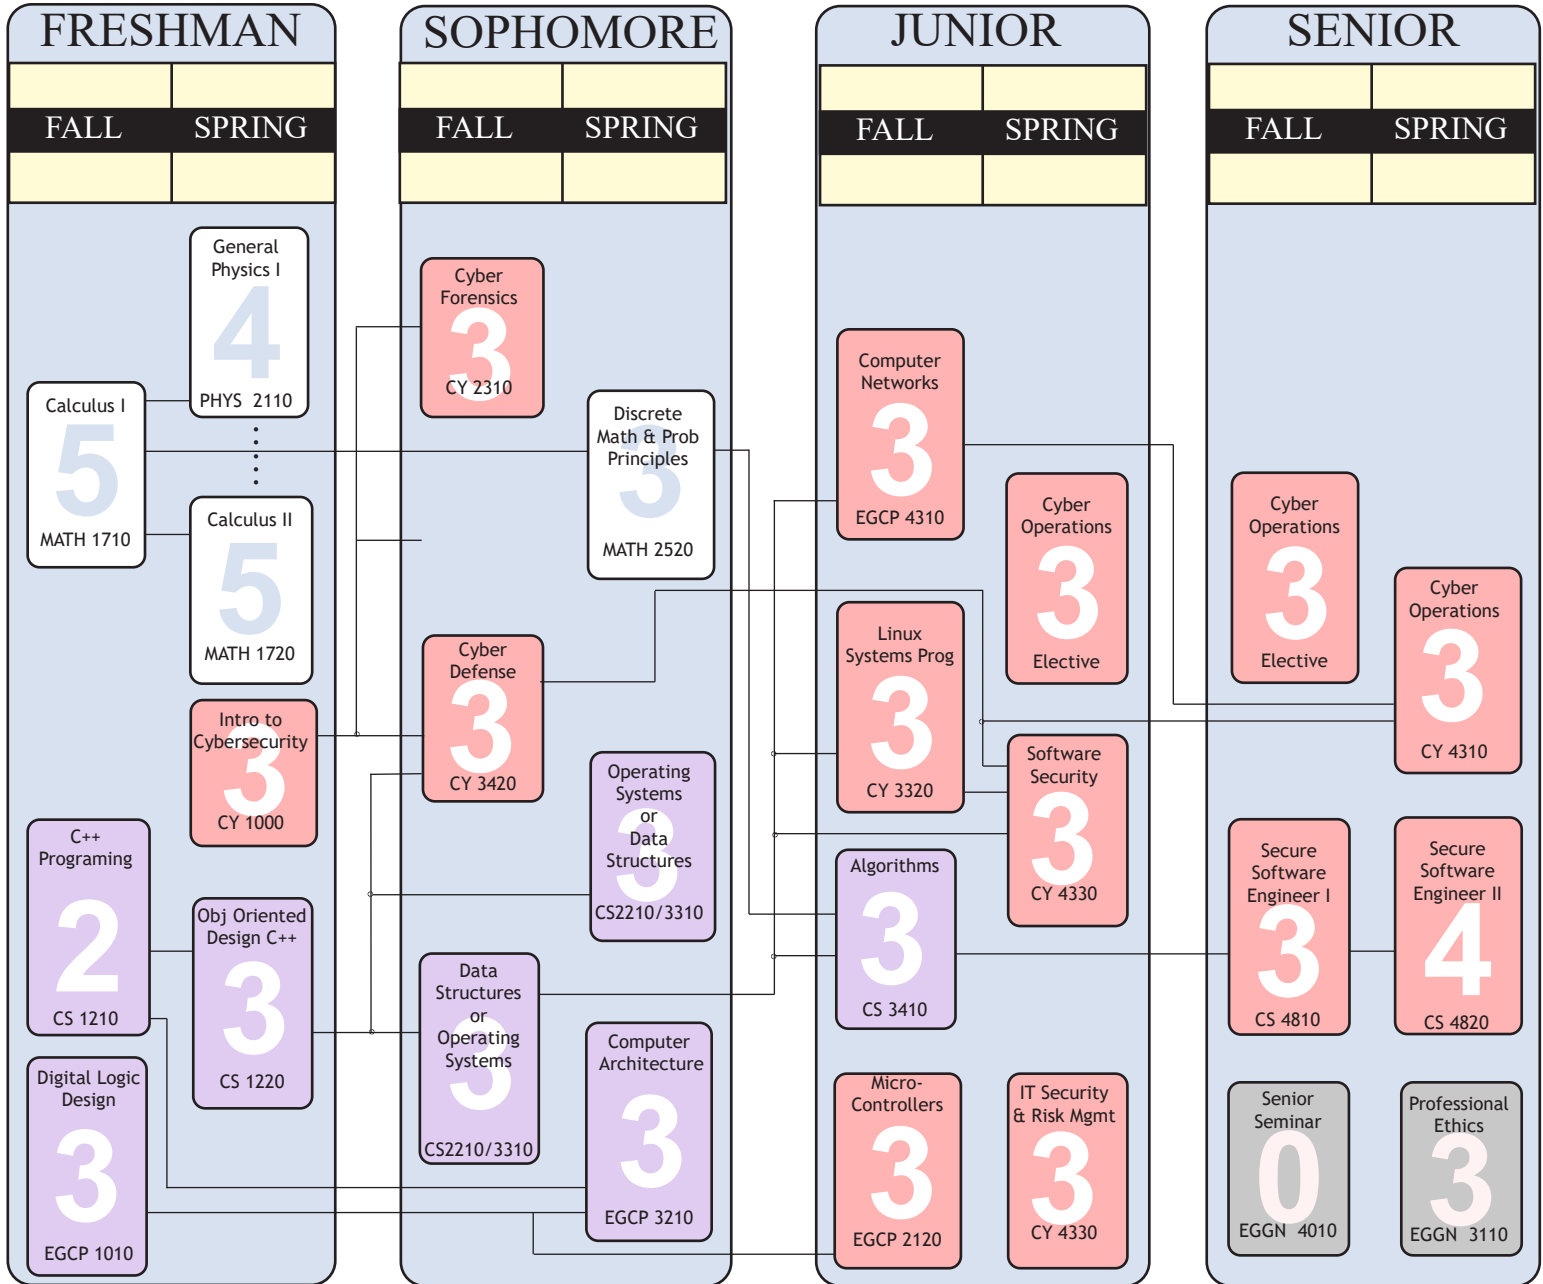 FRESHMAN
FALL
SPRING
General
Physics I
4
PHYS 2110
Calculus I
5
MATH 1710
Calculus II
5
MATH 1720
Intro to
Cybersecurity
3
CY 1000
C++
Programing
2
CS 1210
Obj Oriented
Design C++
3
CS 1220
Digital Logic
Design
3
EGCP 1010
SOPHOMORE
FALL
SPRING
Cyber
Forensics
3
CY 2310
Discrete
Math & Prob
Principles
3
MATH 2520
Cyber
Defense
3
CY 3420
Operating
Systems
or
Data
Structures
3
CS2210/3310
Data
Structures
or
Operating
Systems
3
CS2210/3310
Computer
Architecture
3
EGCP 3210
JUNIOR
FALL
SPRING
Computer
Networks
3
EGCP 4310
Cyber
Operations
3
Elective
Linux
Systems Prog
3
CY 3320
Software
Security
3
CY 4330
Algorithms
3
CS 3410
Micro-
Controllers
3
EGCP 2120
IT Security
& Risk Mgmt
3
CY 4330
SENIOR
FALL
SPRING
Cyber
Operations
3
Elective
Cyber
Operations
3
CY 4310
Secure
Software
Engineer I
3
CS 4810
Secure
Software
Engineer II
4
CS 4820
Senior
Seminar
0
EGGN 4010
Professional
Ethics
3
EGGN 3110